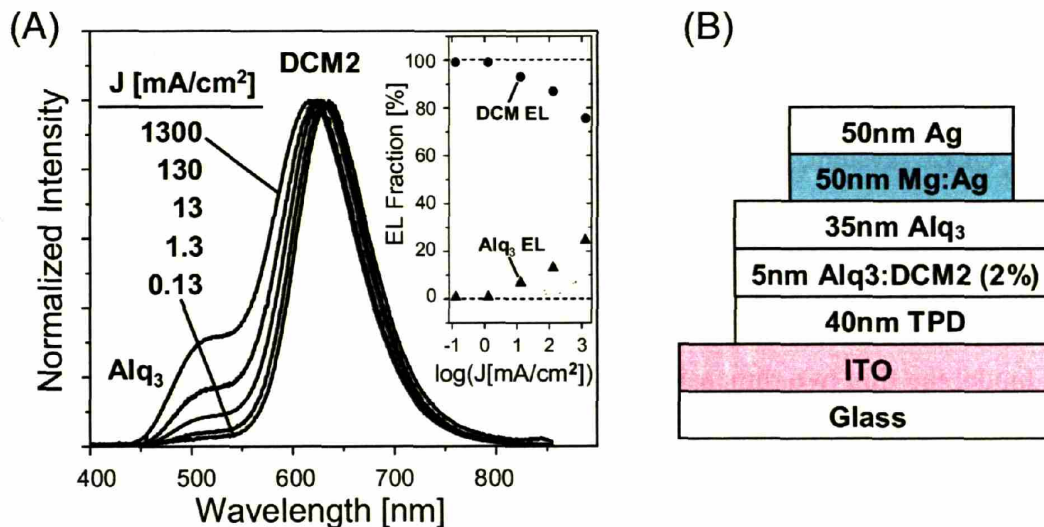 (A)
DCM2
J [mA/cm²]
1300
130
13
1.3
0.13
Alq₃
Normalized Intensity
400 500 600 700 800
Wavelength [nm]
100
80
60
40
20
0
EL Fraction [%]
DCM EL
Alq₃ EL
-1 0 1 2 3
log(J[mA/cm²])
(B)
50nm Ag
50nm Mg:Ag
35nm Alq₃
5nm Alq3:DCM2 (2%)
40nm TPD
ITO
Glass